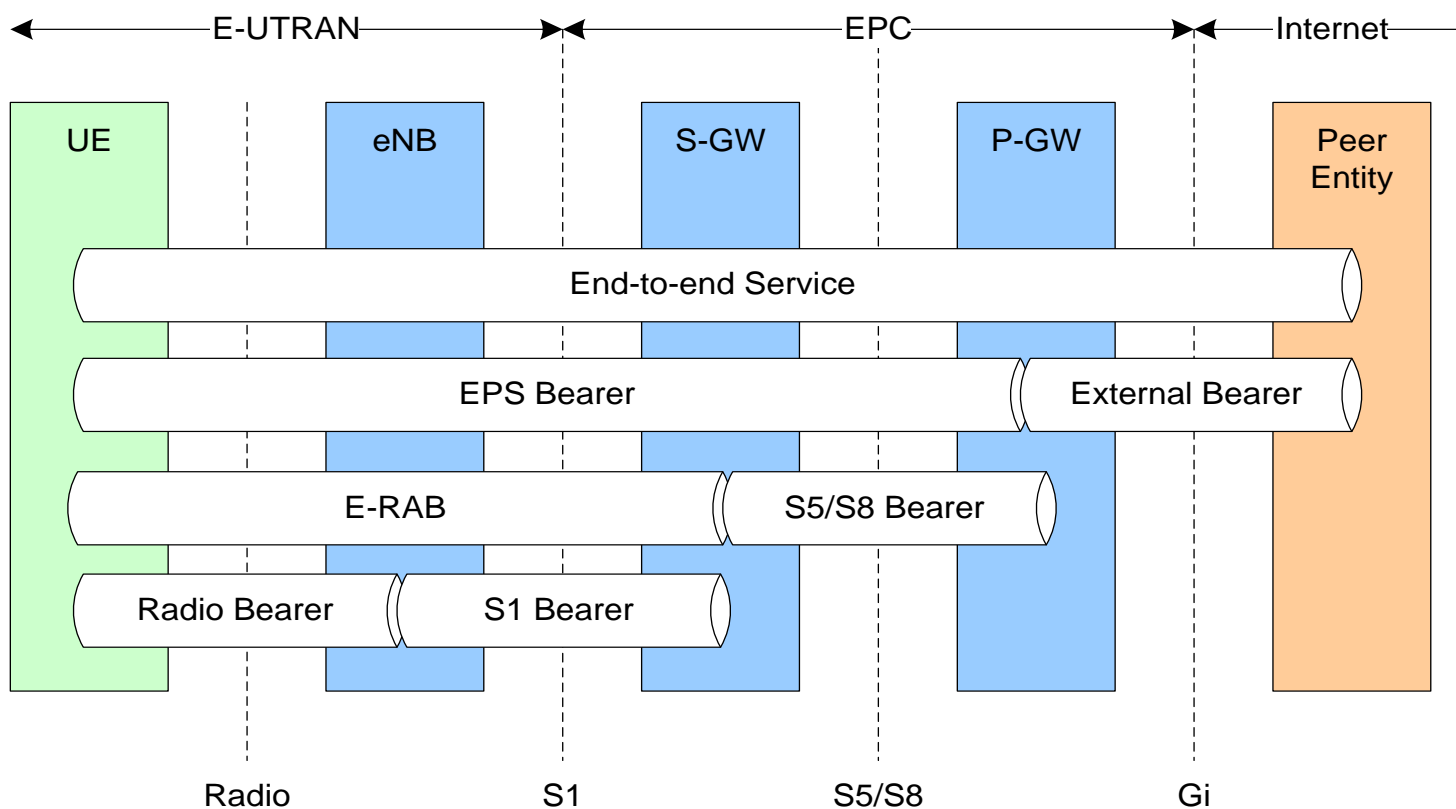 E-UTRAN
EPC
Internet
UE
eNB
S-GW
P-GW
Peer
Entity
End-to-end Service
EPS Bearer
External Bearer
E-RAB
S5/S8 Bearer
Radio Bearer
S1 Bearer
Radio
S1
S5/S8
Gi